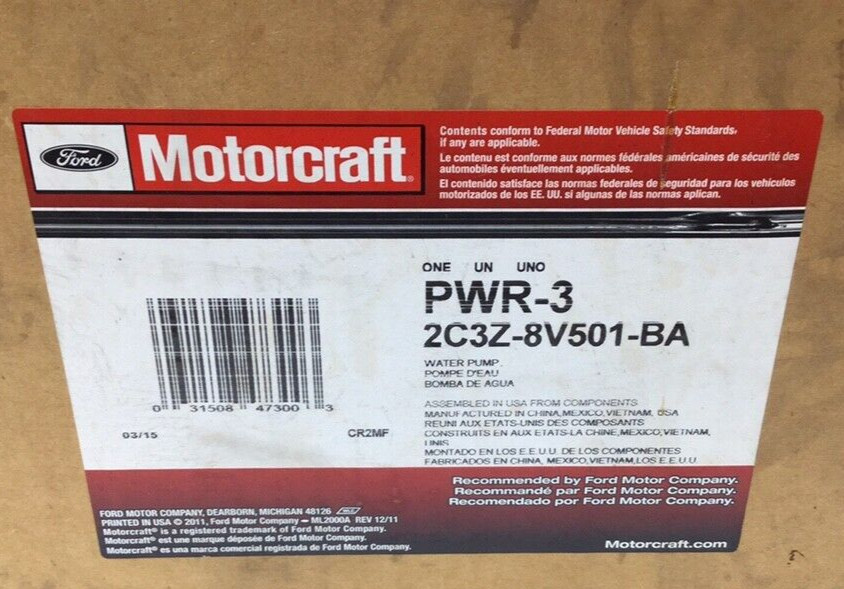 Ford
Motorcraft®
Contents conform to Federal Motor Vehicle Safety Standards,
if any are applicable.
Le contenu est conforme aux normes fédérales américaines de sécurité des
automobiles éventuellement applicables.
El contenido satisface las normas federales de seguridad para los vehículos
motorizados de los EE. UU. si algunas de las normas aplican.
ONE UN UNO
PWR-3
2C3Z-8V501-BA
WATER PUMP
POMPE D'EAU
BOMBA DE AGUA
0 31508 47300 3
03/15 CR2MF
ASSEMBLED IN USA FROM COMPONENTS
MANUFACTURED IN CHINA,MEXICO,VIETNAM, USA
REUNI AUX ETATS-UNIS DES COMPOSANTS
CONSTRUITS EN AUX ETATS-LA CHINE,MEXICO,VIETNAM,
UNIS
MONTADO EN LOS E.E.U.U. DE LOS COMPONENTES
FABRICADOS EN CHINA, MEXICO,VIETNAM,LOS E.E.U.U.
Recommended by Ford Motor Company.
Recommandé par Ford Motor Company.
Recomendado por Ford Motor Company.
FORD MOTOR COMPANY, DEARBORN, MICHIGAN 48126
PRINTED IN USA © 2011, Ford Motor Company – ML2000A REV 12/11
Motorcraft® is a registered trademark of Ford Motor Company.
Motorcraft® est une marque déposée de Ford Motor Company.
Motorcraft® es una marca comercial registrada de Ford Motor Company.
Motorcraft.com